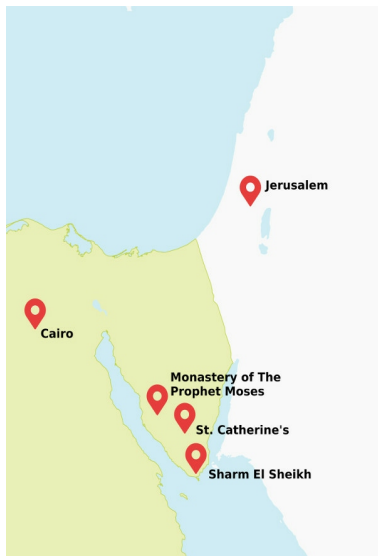 Jerusalem
Cairo
Monastery of The
Prophet Moses
St. Catherine's
Sharm El Sheikh